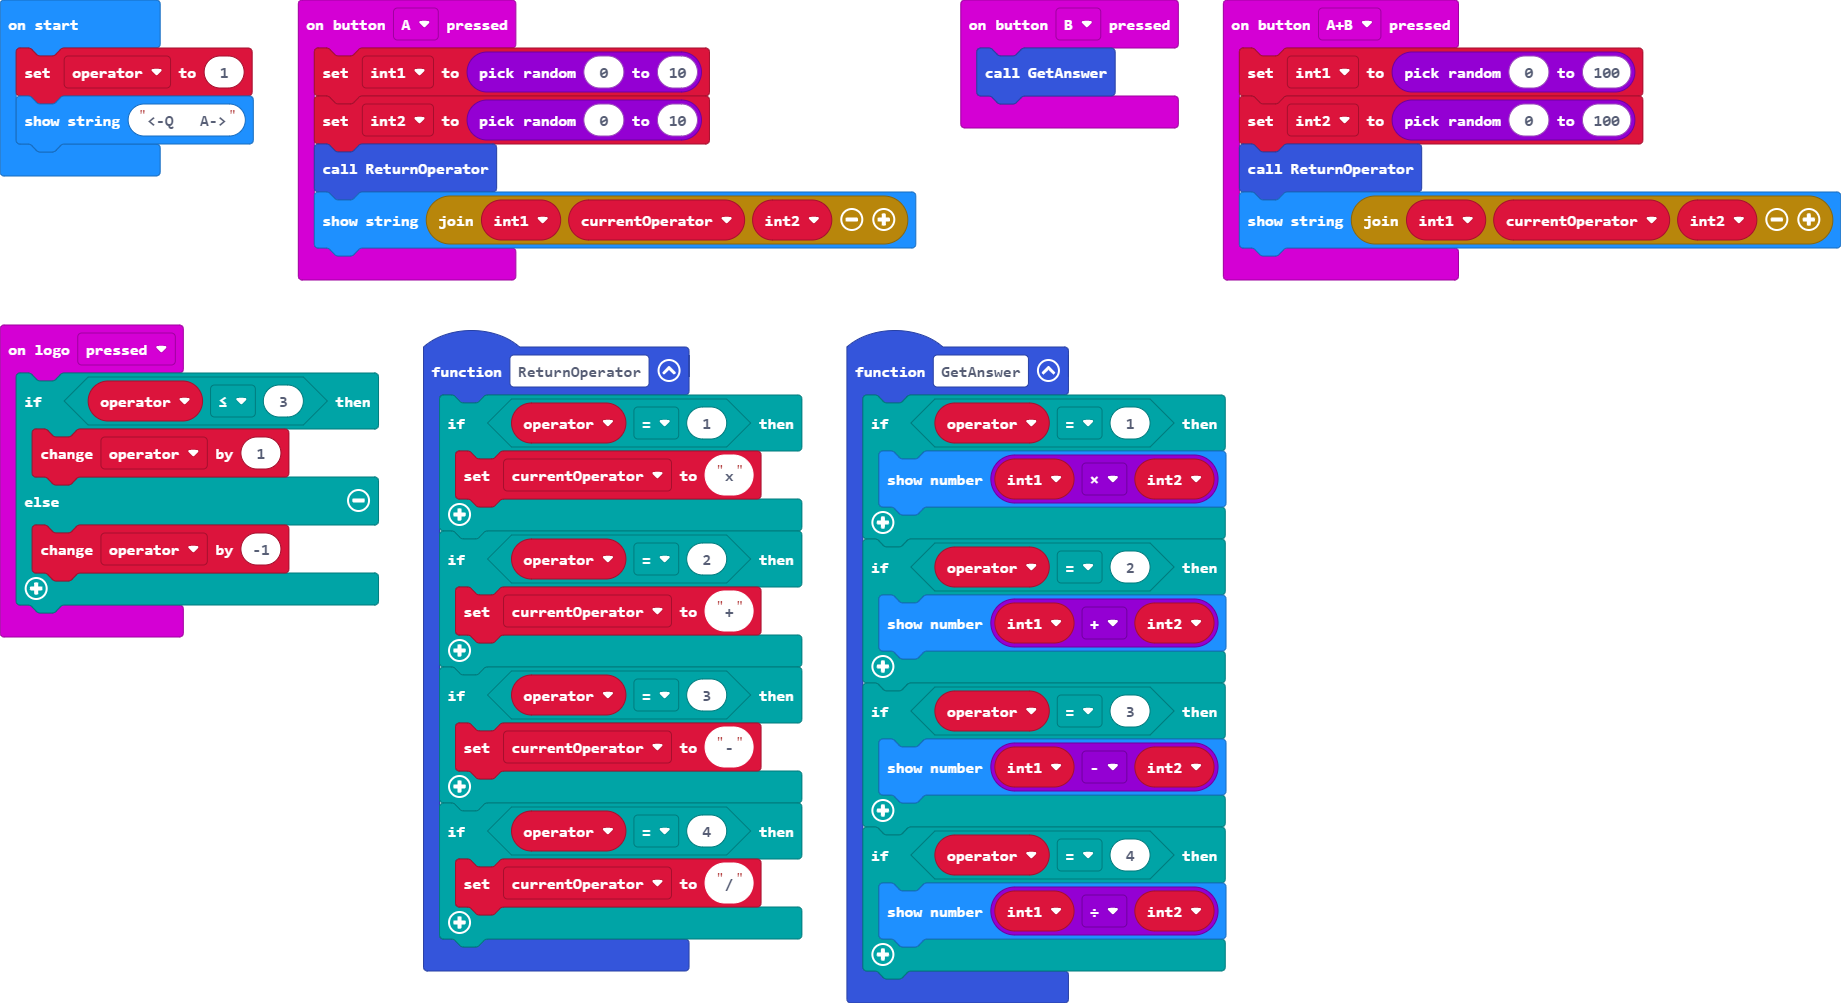 on start
set operator to 1
show string "<-Q   A->"
on button A pressed
set int1 to pick random 0 to 10
set int2 to pick random 0 to 10
call ReturnOperator
show string join int1 currentOperator int2
on button B pressed
call GetAnswer
on button A+B pressed
set int1 to pick random 0 to 100
set int2 to pick random 0 to 100
call ReturnOperator
show string join int1 currentOperator int2
on logo pressed
if operator ≤ 3 then
change operator by 1
else
change operator by -1
function ReturnOperator
if operator = 1 then
set currentOperator to "x"
if operator = 2 then
set currentOperator to "+"
if operator = 3 then
set currentOperator to "-"
if operator = 4 then
set currentOperator to "/"
function GetAnswer
if operator = 1 then
show number int1 × int2
if operator = 2 then
show number int1 + int2
if operator = 3 then
show number int1 - int2
if operator = 4 then
show number int1 ÷ int2